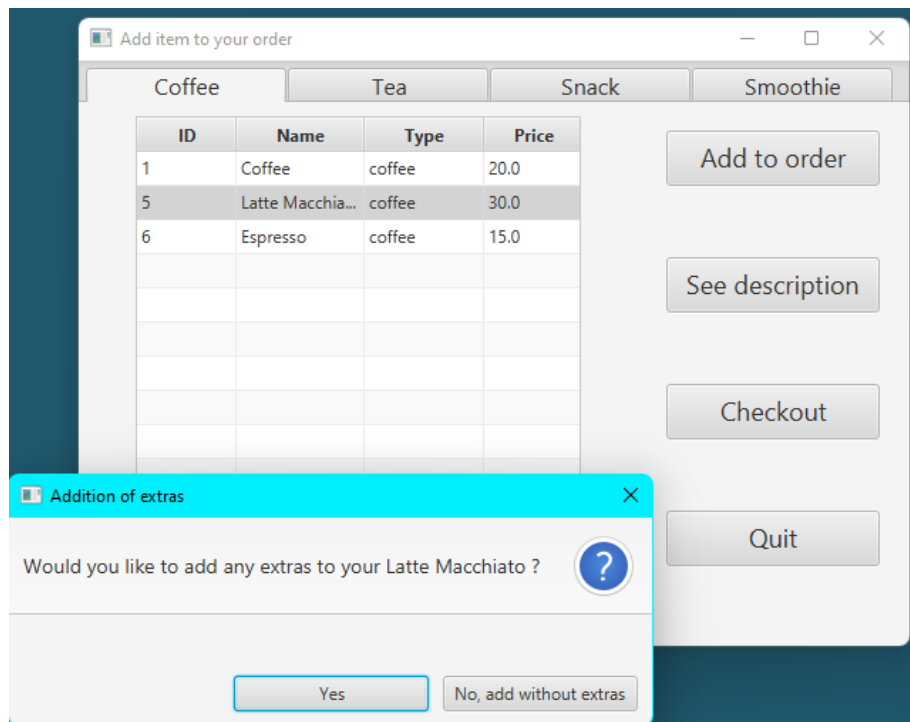 Add item to your order
Coffee Tea Snack Smoothie
ID Name Type Price
1 Coffee coffee 20.0
5 Latte Macchia... coffee 30.0
6 Espresso coffee 15.0
Add to order
See description
Checkout
Quit
Addition of extras
Would you like to add any extras to your Latte Macchiato ?
?
Yes No, add without extras